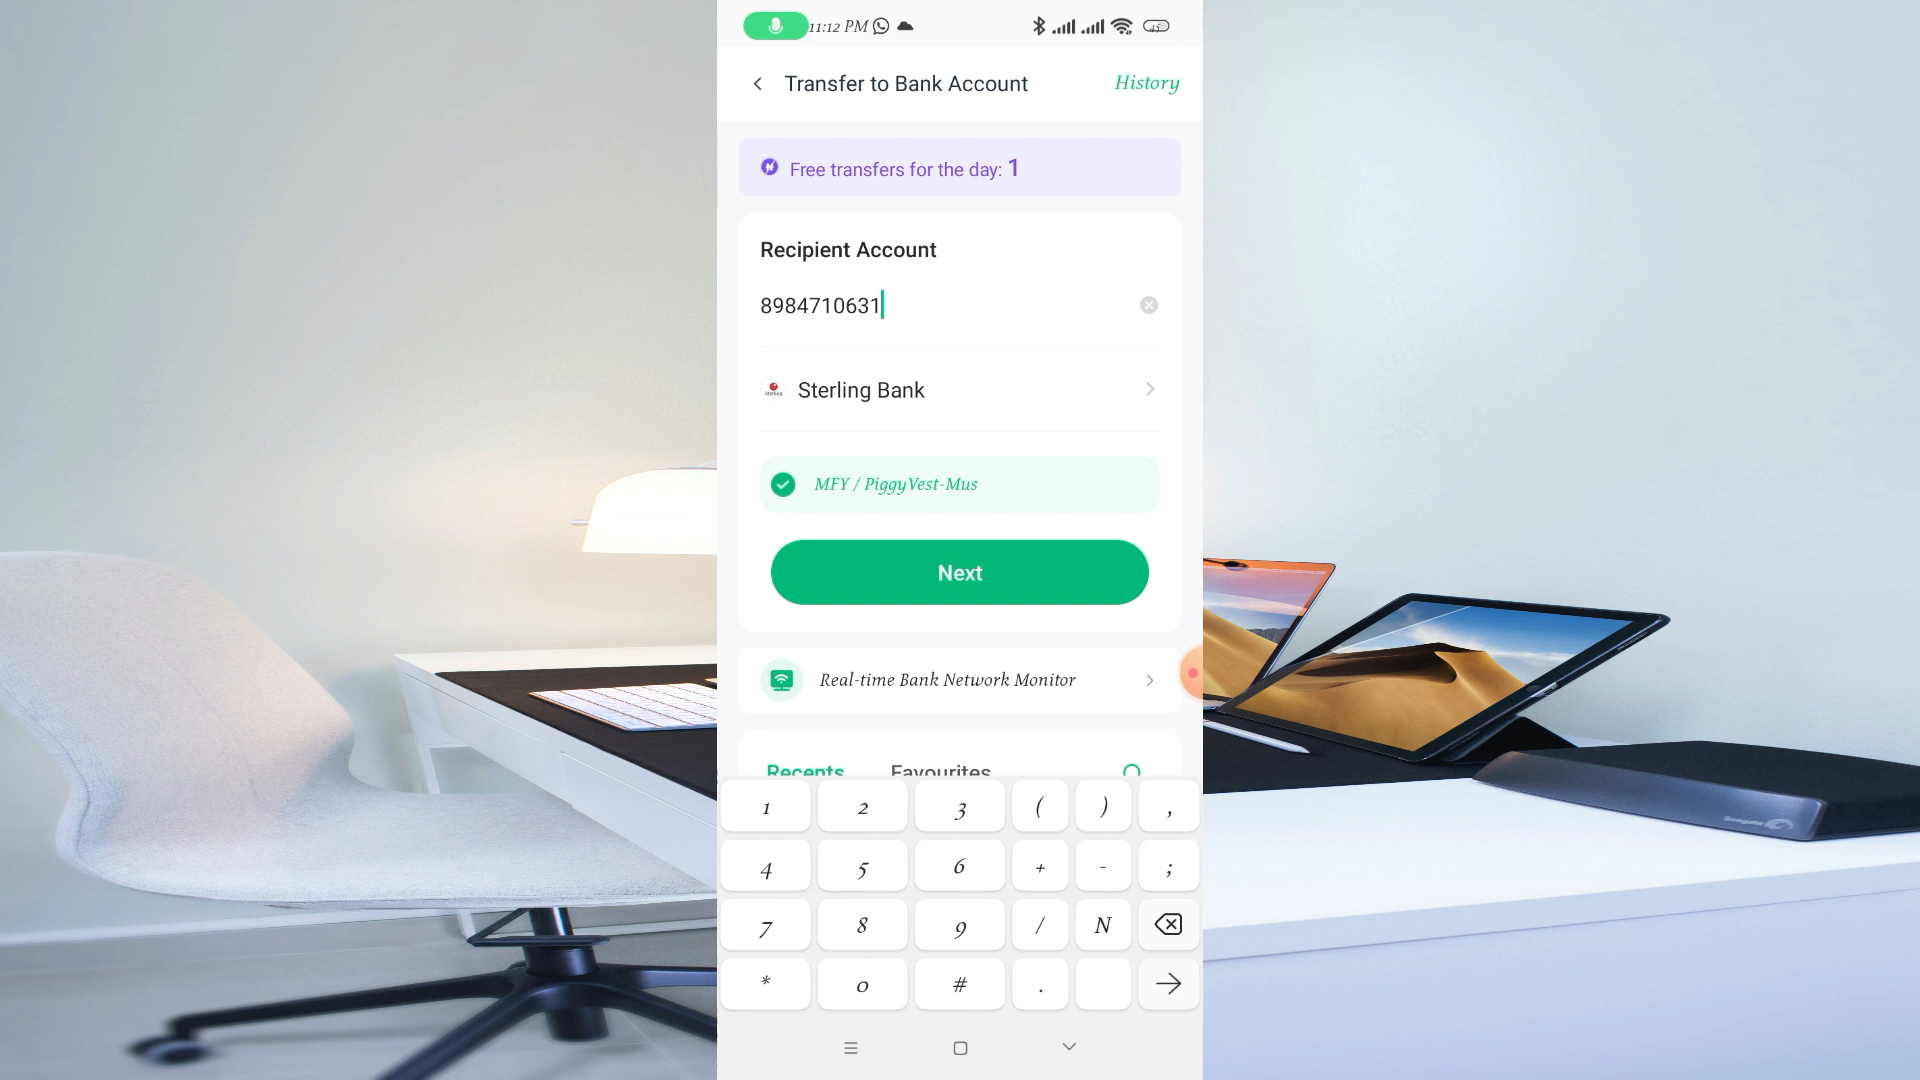 11:12 PM
45
Transfer to Bank Account
History
Free transfers for the day: 1
Recipient Account
8984710631
Sterling Bank
MFY / PiggyVest-Mus
Next
Real-time Bank Network Monitor
Recents Favourites
1 2 3 ( ) ,
4 5 6 + - ;
7 8 9 / N
* 0 # .